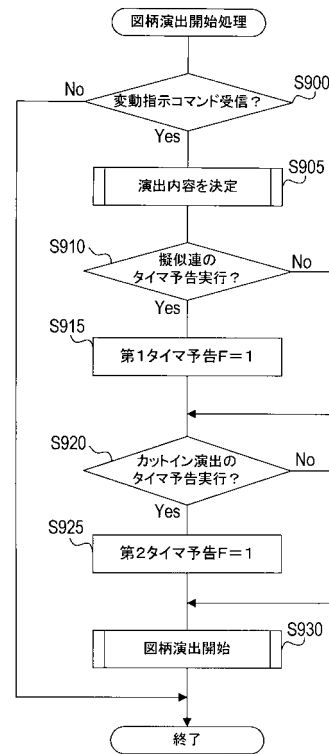 図柄演出開始処理
S900
No
変動指示コマンド受信？
Yes
S905
演出内容を決定
S910
擬似連の
タイマ予告実行？
No
Yes
S915
第1タイマ予告F＝1
S920
カットイン演出の
タイマ予告実行？
No
Yes
S925
第2タイマ予告F＝1
S930
図柄演出開始
終了